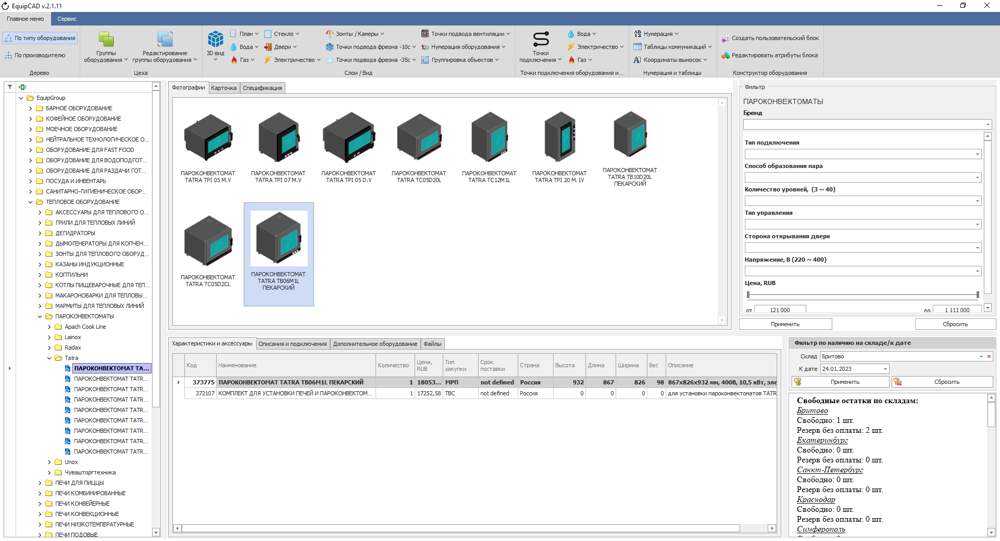 EquipCAD v.2.1.11
Главное меню
Сервис
По типу оборудования
По производителю
Дерево
Группы оборудования
Редактирование группы оборудования
Цеха
3D вид
План
Вода
Газ
Стекло
Двери
Электричество
Зонты / Камеры
Точки подвода фреона -10с
Точки подвода фреона -35с
Точки подвода вентиляции
123 Нумерация оборудования
Группировка объектов
Слои / Вид
Точки подключения
Вода
Электричество
Газ
Точки подключения оборудования и...
AB 12 Нумерация
Таблицы коммуникаций
Координаты выносок
Нумерация и таблицы
Создать пользовательский блок
Редактировать атрибуты блока
Конструктор оборудования
EquipGroup
БАРНОЕ ОБОРУДОВАНИЕ
КОФЕЙНОЕ ОБОРУДОВАНИЕ
МОЕЧНОЕ ОБОРУДОВАНИЕ
НЕЙТРАЛЬНОЕ ТЕХНОЛОГИЧЕСКОЕ О...
ОБОРУДОВАНИЕ ДЛЯ FAST FOOD
ОБОРУДОВАНИЕ ДЛЯ ВОДОПОДГОТ...
ОБОРУДОВАНИЕ ДЛЯ РАЗДАЧИ ГОТ...
ПОСУДА И ИНВЕНТАРЬ
САНИТАРНО-ГИГИЕНИЧЕСКОЕ ОБОР...
ТЕПЛОВОЕ ОБОРУДОВАНИЕ
АКСЕССУАРЫ ДЛЯ ТЕПЛОВОГО О...
ГРИЛИ ДЛЯ ТЕПЛОВЫХ ЛИНИЙ
ДЕГИДРАТОРЫ
ДЫМОГЕНЕРАТОРЫ ДЛЯ КОПЧЕН...
ЗОНТЫ ДЛЯ ТЕПЛОВОГО ОБОРУД...
КАЗАНЫ ИНДУКЦИОННЫЕ
КОПТИЛЬНИ
КОТЛЫ ПИЩЕВАРОЧНЫЕ ДЛЯ ТЕП...
МАКАРОНОВАРКИ ДЛЯ ТЕПЛОВЫ...
МАРМИТЫ ДЛЯ ТЕПЛОВЫХ ЛИНИЙ
ПАРОКОНВЕКТОМАТЫ
Apach Cook Line
Lainox
Radax
Tatra
ПАРОКОНВЕКТОМАТ TA...
ПАРОКОНВЕКТОМАТ TATR...
ПАРОКОНВЕКТОМАТ TATR...
ПАРОКОНВЕКТОМАТ TATR...
ПАРОКОНВЕКТОМАТ TATR...
ПАРОКОНВЕКТОМАТ TATR...
ПАРОКОНВЕКТОМАТ TATR...
ПАРОКОНВЕКТОМАТ TATR...
ПАРОКОНВЕКТОМАТ TATR...
Unox
Чувашторгтехника
ПЕЧИ ДЛЯ ПИЦЦЫ
ПЕЧИ КОМБИНИРОВАННЫЕ
ПЕЧИ КОНВЕЙЕРНЫЕ
ПЕЧИ КОНВЕКЦИОННЫЕ
ПЕЧИ НИЗКОТЕМПЕРАТУРНЫЕ
ПЕЧИ ПОДОВЫЕ
Фотографии
Карточка
Спецификация
ПАРОКОНВЕКТОМАТ TATRA TPI 05 M.V
ПАРОКОНВЕКТОМАТ TATRA TPI 07 M.V
ПАРОКОНВЕКТОМАТ TATRA TPI 05 D.V
ПАРОКОНВЕКТОМАТ TATRA TC05D20L
ПАРОКОНВЕКТОМАТ TATRA TC12M1L
ПАРОКОНВЕКТОМАТ TATRA TPI 20 M.1V
ПАРОКОНВЕКТОМАТ TATRA TB10D20L ПЕКАРСКИЙ
ПАРОКОНВЕКТОМАТ TATRA TC05D2CL
ПАРОКОНВЕКТОМАТ TATRA TB06M1L ПЕКАРСКИЙ
Фильтр
ПАРОКОНВЕКТОМАТЫ
Бренд
Тип подключения
Способ образования пара
Количество уровней, (3 ~ 40)
Тип управления
Сторона открывания двери
Напряжение, В (220 ~ 400)
Цена, RUB
от 121 000 до 1 111 000
Применить
Сбросить
Характеристики и аксессуары
Описания и подключения
Дополнительное оборудование
Файлы
Код Наименование Количество Цена, RUB Тип закупки Срок поставки Страна Высота Длина Ширина Вес Описание
373775 ПАРОКОНВЕКТОМАТ TATRA TB06M1L ПЕКАРСКИЙ 1 18053... МРП not defined Россия 932 867 826 98 867x826x932 мм, 400В, 10,5 кВт, эле
372107 КОМПЛЕКТ ДЛЯ УСТАНОВКИ ПЕЧЕЙ И ПАРОКОНВЕКТОМ... 1 17252,58 ТВС not defined Россия 0 0 0 0 для установки пароконвектоматов TATR
Фильтр по наличию на складе/к дате
Склад Бритово
К дате 24.01.2023
Применить
Сбросить
Свободные остатки по складам:
Бритово
Свободно: 1 шт.
Резерв без оплаты: 2 шт.
Екатеринбург
Свободно: 0 шт.
Резерв без оплаты: 0 шт.
Санкт-Петербург
Свободно: 0 шт.
Резерв без оплаты: 0 шт.
Краснодар
Свободно: 0 шт.
Резерв без оплаты: 0 шт.
Симферополь